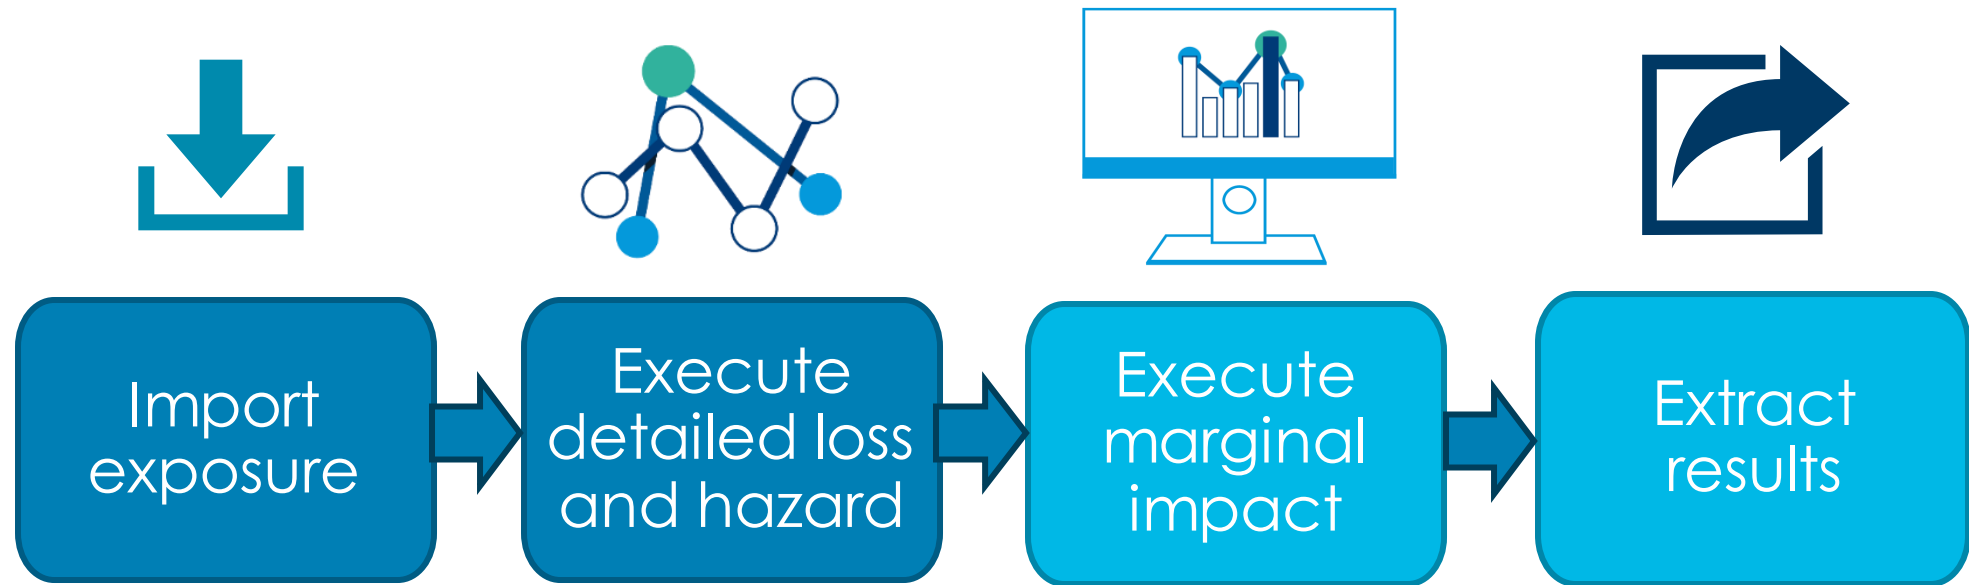 Import
exposure
Execute
detailed loss
and hazard
Execute
marginal
impact
Extract
results